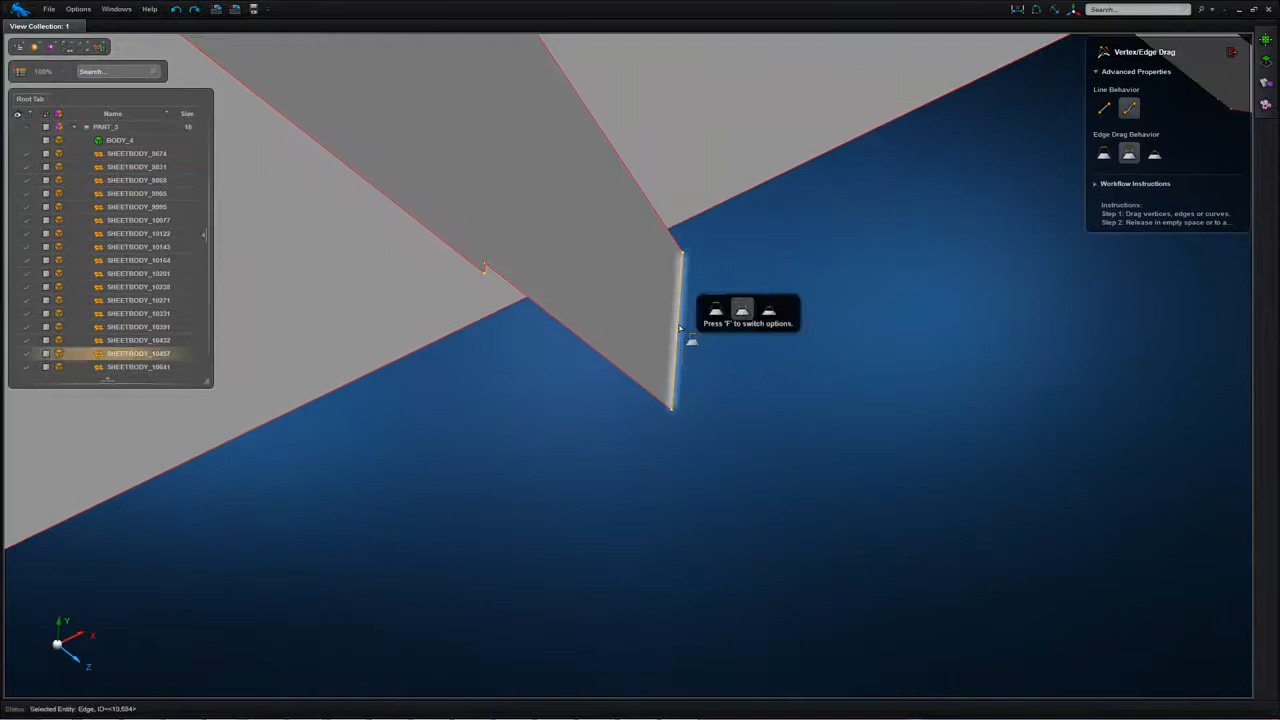 File Options Windows Help
Search...
View Collection: 1
Vertex/Edge Drag
Advanced Properties
Line Behavior
Edge Drag Behavior
Workflow Instructions
Instructions:
Step 1: Drag vertices, edges or curves.
Step 2: Release in empty space or to a...
100% Search...
Root Tab
Name Size
PART_3 18
BODY_4
SHEETBODY_9674
SHEETBODY_9831
SHEETBODY_9868
SHEETBODY_9995
SHEETBODY_10077
SHEETBODY_10122
SHEETBODY_10143
SHEETBODY_10164
SHEETBODY_10201
SHEETBODY_10238
SHEETBODY_10271
SHEETBODY_10331
SHEETBODY_10391
SHEETBODY_10432
SHEETBODY_10457
SHEETBODY_10641
Press 'F' to switch options.
Y
X
Z
Status: Selected Entity: Edge, ID=<10,584>